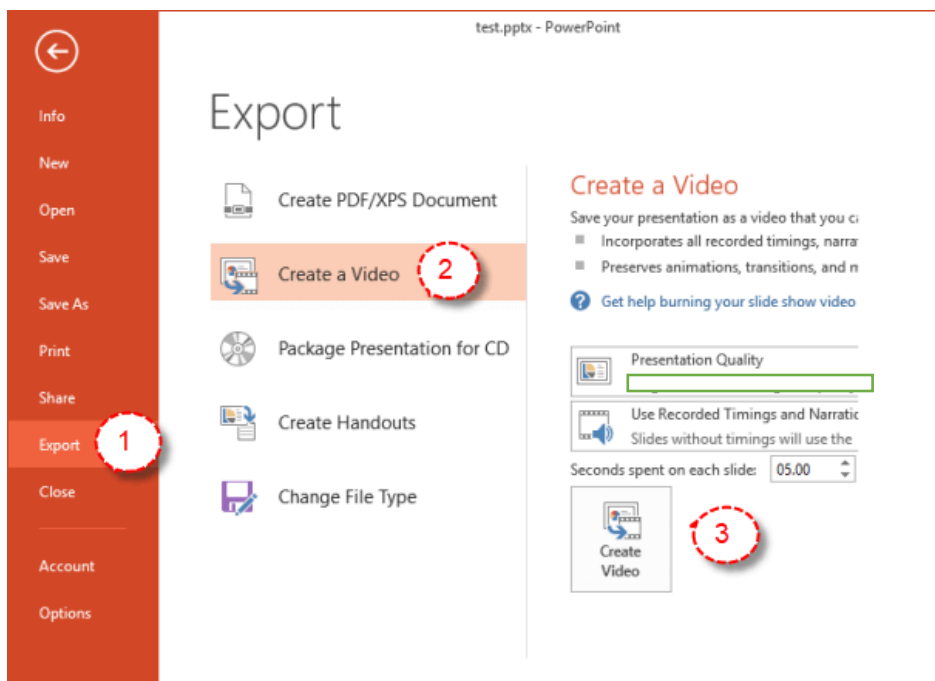 test.pptx - PowerPoint
Info
New
Open
Save
Save As
Print
Share
Export
Close
Account
Options
1
Export
Create PDF/XPS Document
Create a Video
2
Package Presentation for CD
Create Handouts
Change File Type
Create a Video
Save your presentation as a video that you
Incorporates all recorded timings,
Preserves animations, transitions, and
? Get help burning your slide show video
Presentation Quality
Use Recorded Timings and
Slides without timings will use the
Seconds spent on each slide: 05.00
Create
Video
3